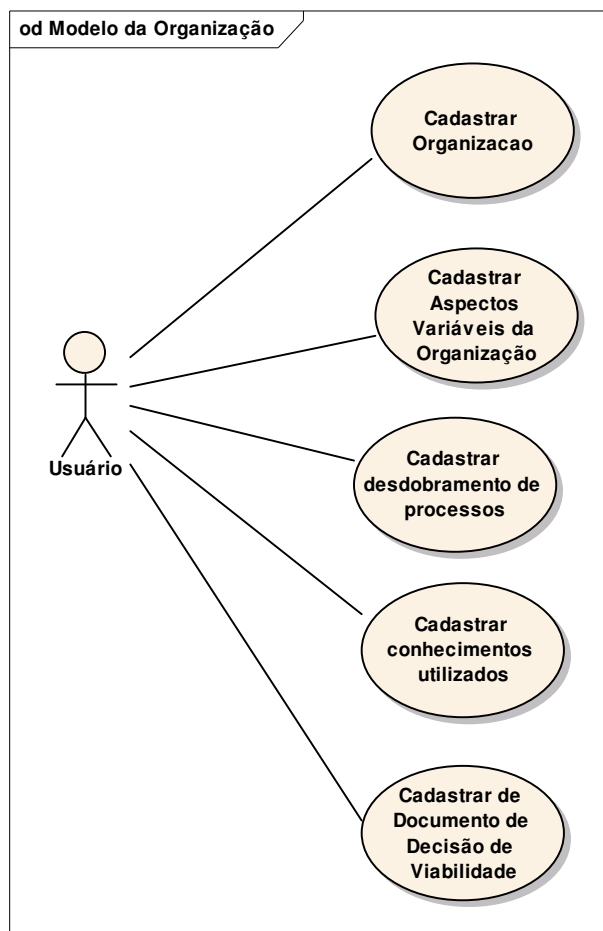 od Modelo da Organização
Cadastrar
Organizacao
Cadastrar
Aspectos
Variáveis da
Organização
Usuário
Cadastrar
desdobramento de
processos
Cadastrar
conhecimentos
utilizados
Cadastrar de
Documento de
Decisão de
Viabilidade